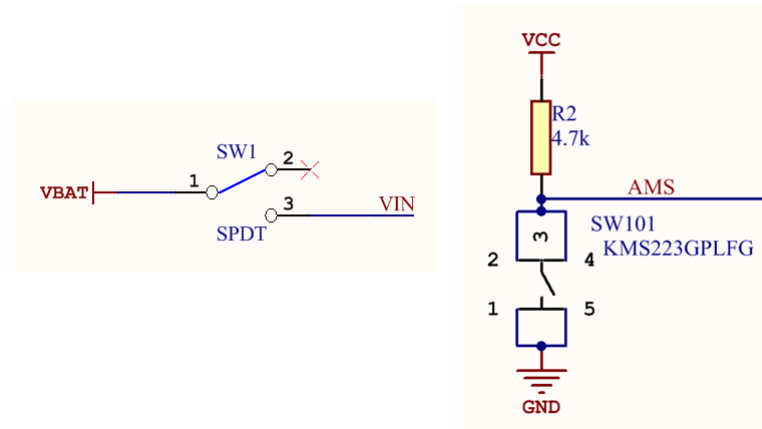 SW1
1
2
VBAT
3
VIN
SPDT
VCC
R2
4.7k
AMS
SW101
3
KMS223GPLFG
2
4
1
5
GND